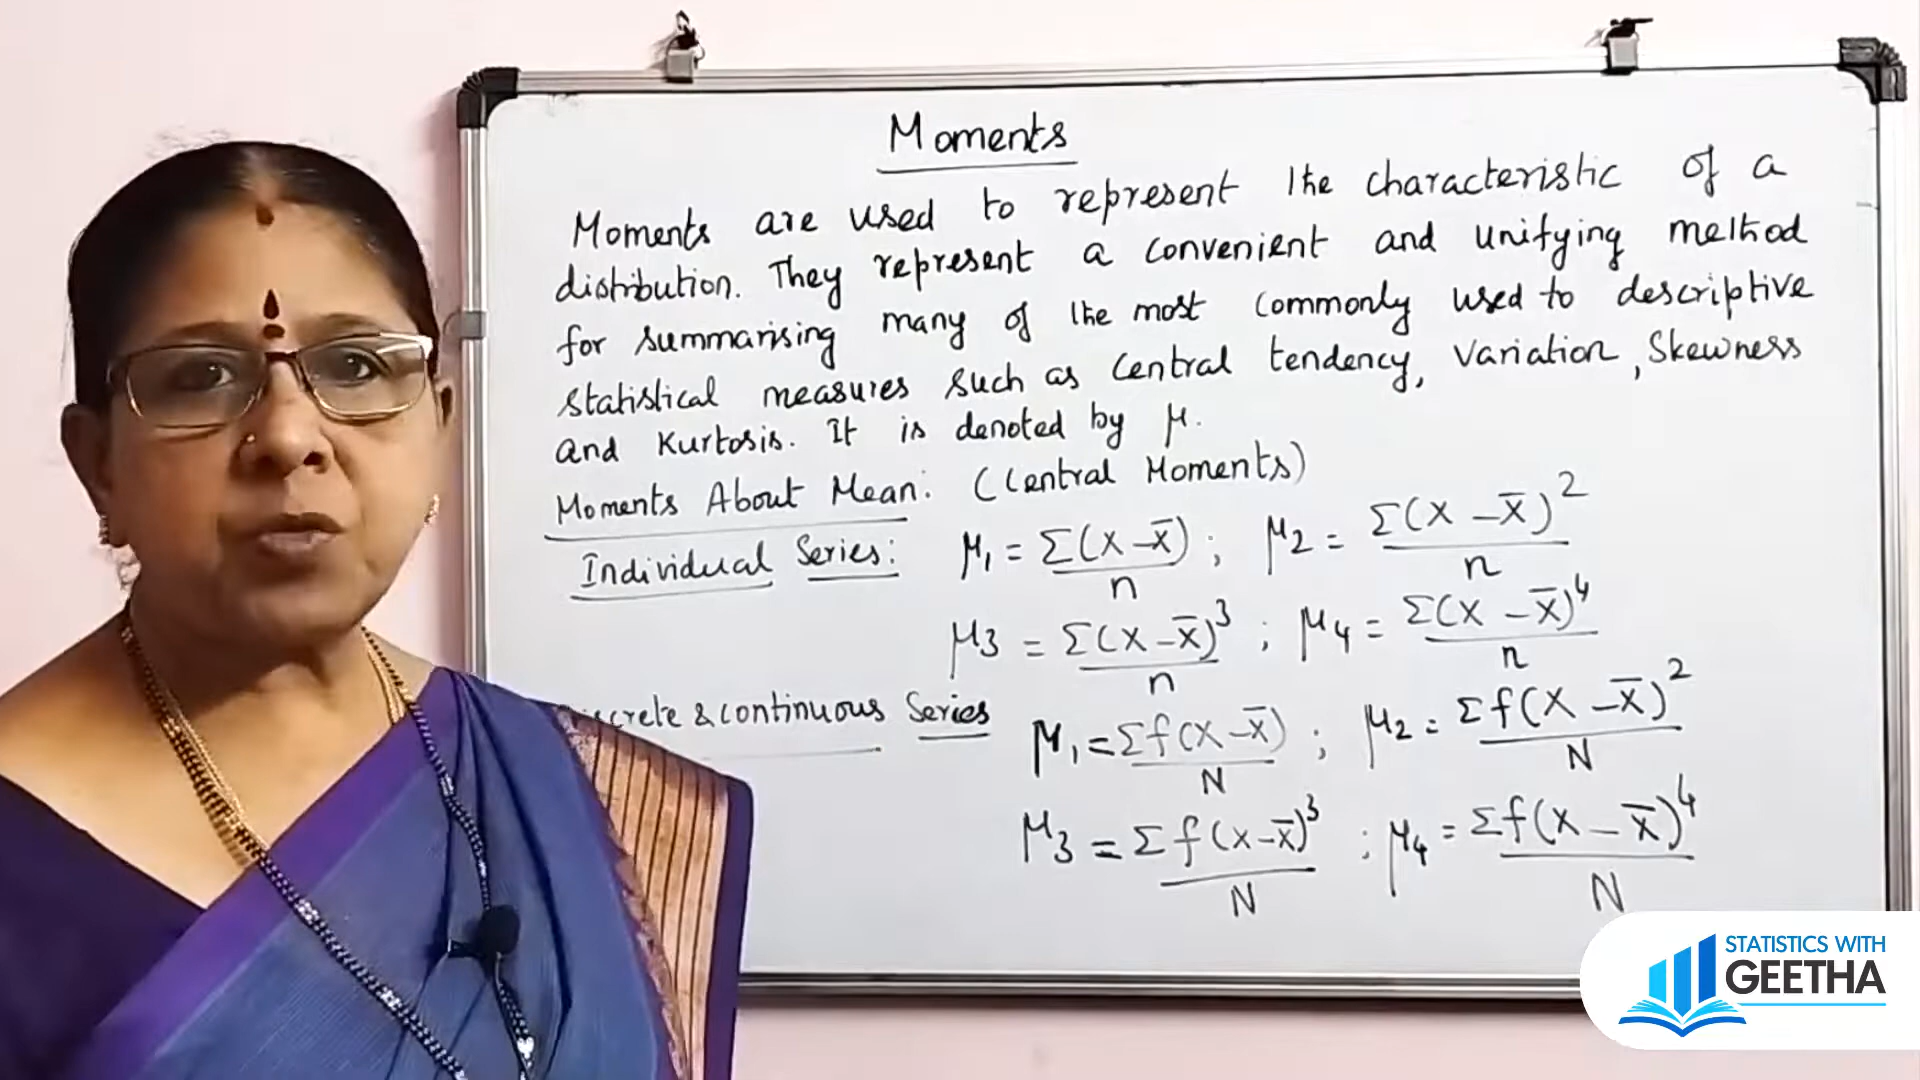 Moments
Moments are used to represent the characteristic of a
distribution. They represent a convenient and unifying method
for summarising many of the most commonly used to descriptive
statistical measures such as central tendency, variation, skewness
and Kurtosis. It is denoted by μ.
Moments About Mean: (Central Moments)
Individual Series: μ₁ = Σ(x-x̄)/n ; μ₂ = Σ(x-x̄)²/n
μ₃ = Σ(x-x̄)³/n ; μ₄ = Σ(x-x̄)⁴/n
iscrete & continuous Series μ₁ = Σf(x-x̄)/N ; μ₂ = Σf(x-x̄)²/N
μ₃ = Σf(x-x̄)³/N ; μ₄ = Σf(x-x̄)⁴/N
STATISTICS WITH
GEETHA